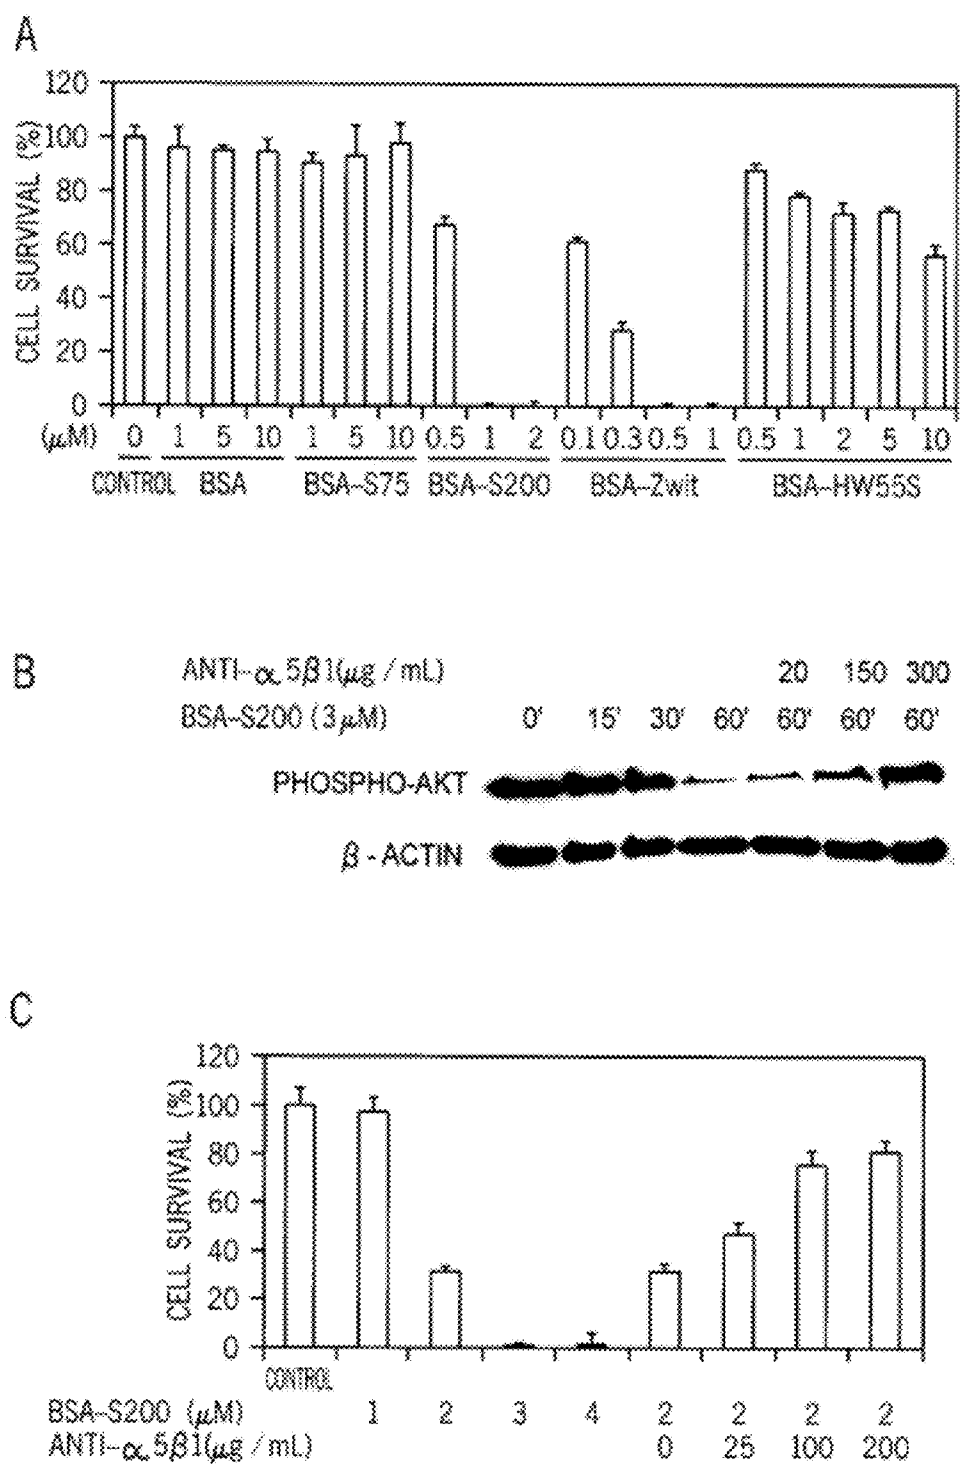 A
120
100
80
60
40
20
0
CELL SURVIVAL (%)
(μM) 0 1 5 10 1 5 10 0.5 1 2 0.1 0.3 0.5 1 0.5 1 2 5 10
CONTROL BSA BSA-S75 BSA-S200 BSA-Zwit BSA-HW55S
B
ANTI-α5β1(μg/mL) 20 150 300
BSA-S200 (3μM) 0' 15' 30' 60' 60' 60' 60'
PHOSPHO-AKT
β-ACTIN
C
120
100
80
60
40
20
0
CELL SURVIVAL (%)
CONTROL
BSA-S200 (μM) 1 2 3 4 2 2 2 2
ANTI-α5β1(μg/mL) 0 25 100 200